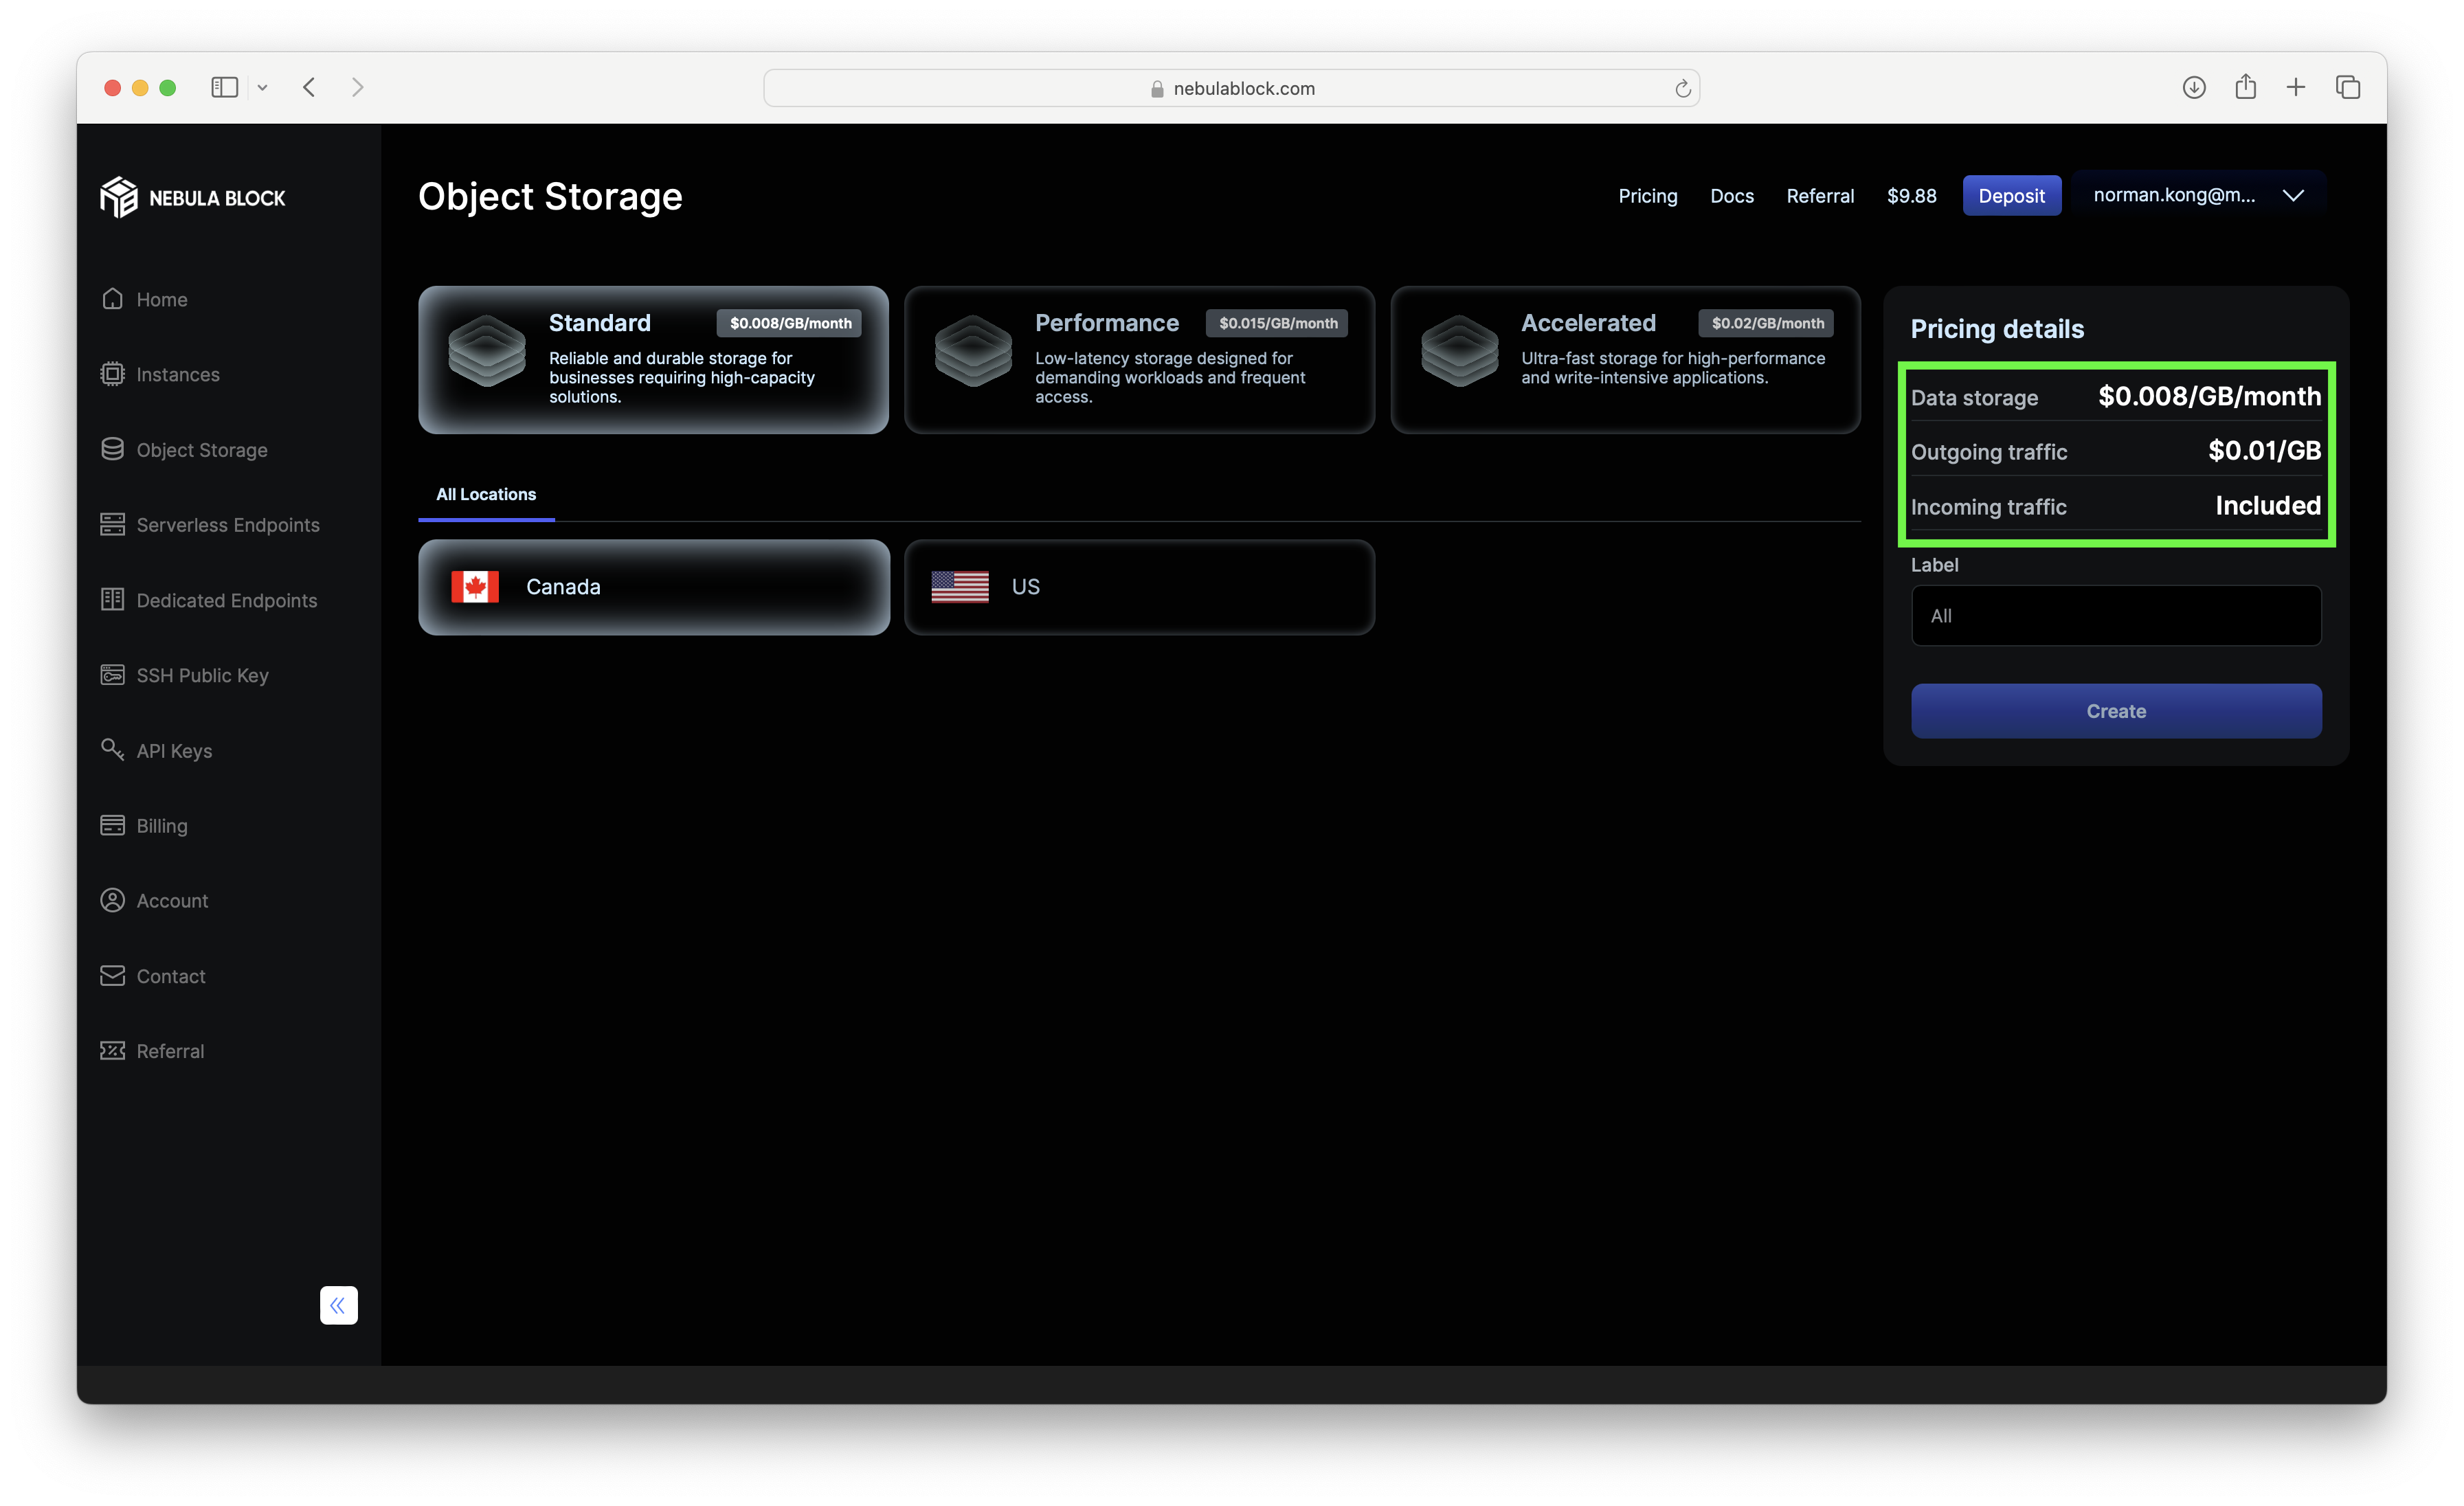 nebulablock.com
NEBULA BLOCK
Home
Instances
Object Storage
Serverless Endpoints
Dedicated Endpoints
SSH Public Key
API Keys
Billing
Account
Contact
Referral
Object Storage
Pricing Docs Referral $9.88 Deposit norman.kong@m...
Standard $0.008/GB/month
Reliable and durable storage for
businesses requiring high-capacity
solutions.
Performance $0.015/GB/month
Low-latency storage designed for
demanding workloads and frequent
access.
Accelerated $0.02/GB/month
Ultra-fast storage for high-performance
and write-intensive applications.
All Locations
Canada
US
Pricing details
Data storage $0.008/GB/month
Outgoing traffic $0.01/GB
Incoming traffic Included
Label
All
Create